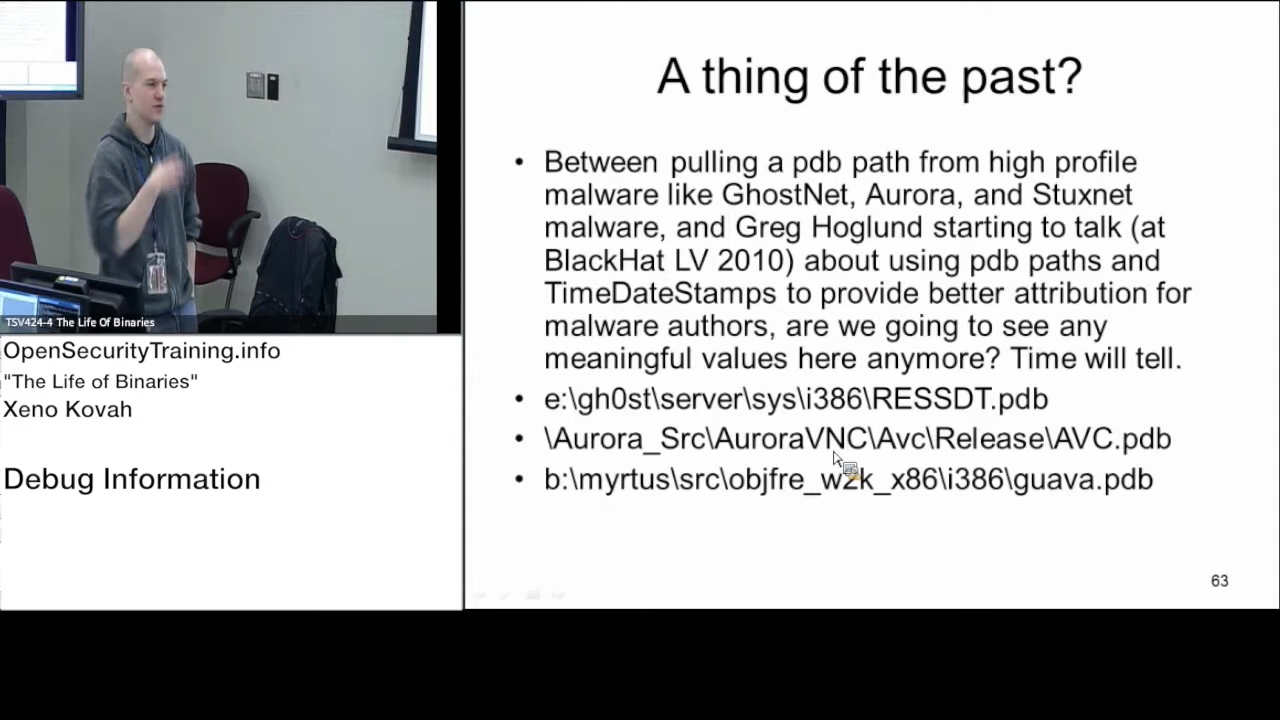 TSV424-4 The Life Of Binaries
OpenSecurityTraining.info
"The Life of Binaries"
Xeno Kovah
Debug Information
A thing of the past?
• Between pulling a pdb path from high profile
malware like GhostNet, Aurora, and Stuxnet
malware, and Greg Hoglund starting to talk (at
BlackHat LV 2010) about using pdb paths and
TimeDateStamps to provide better attribution for
malware authors, are we going to see any
meaningful values here anymore? Time will tell.
• e:\gh0st\server\sys\i386\RESSDT.pdb
• \Aurora_Src\AuroraVNC\Avc\Release\AVC.pdb
• b:\myrtus\src\objfre_w2k_x86\i386\guava.pdb
63